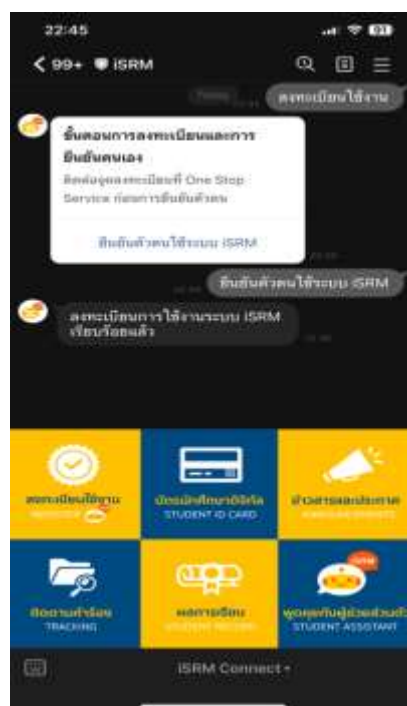 22:45
99+ iSRM
ลงทะเบียนใช้งาน
ขั้นตอนการลงทะเบียนและการ
ยืนยันตนเอง
ติดต่อจุดลงทะเบียนที่ One Stop
Service ก่อนการยืนยันตัวตน
ยืนยันตัวตนใช้ระบบ iSRM
ยืนยันตัวตนใช้ระบบ iSRM
ลงทะเบียนการใช้งานระบบ iSRM
เรียบร้อยแล้ว
ลงทะเบียนใช้งาน
บัตรนักศึกษาดิจิทัล
STUDENT ID CARD
ข่าวสารและประกาศ
ติดตามคำร้อง
TRACKING
ผลการเรียน
พูดคุยกับผู้ช่วยส่วนตัว
STUDENT ASSISTANT
iSRM Connect